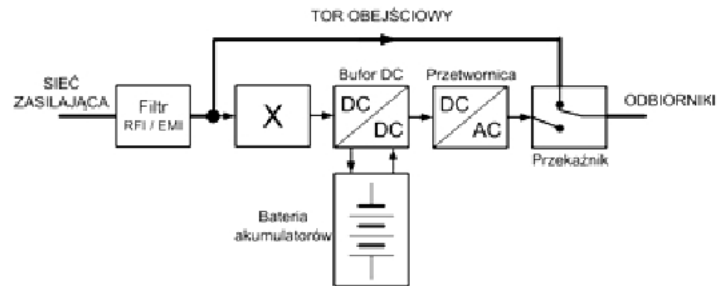 TOR OBEJŚCIOWY
SIEĆ
ZASILAJĄCA
Filtr
RFI / EMI
X
Bufor DC
DC
DC
Przetwornica
DC
AC
ODBIORNIKI
Przekaźnik
Bateria
akumulatorów